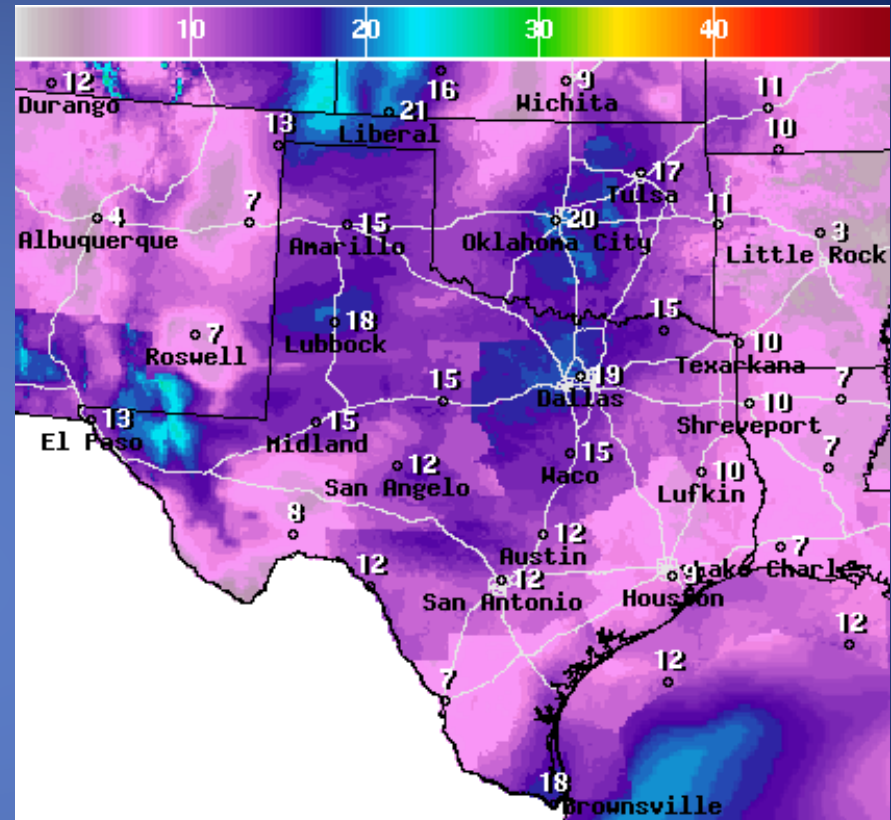 10 20 30 40
12 16 9 11
Durango Wichita
21
Liberal
13 10
17
Tulsa
4 7 15 20 11 3
Albuquerque Amarillo Oklahoma City Little Rock
7 18 15 10
Roswell Lubbock Texarkana
19
Dallas
13 15 15 10 7
El Paso Midland Shreveport
12 15 10 7
San Angelo Waco Lufkin
8 12 7
Austin
12 12 9 Lake Charles
San Antonio Houston
12
12
7
18
Brownsville